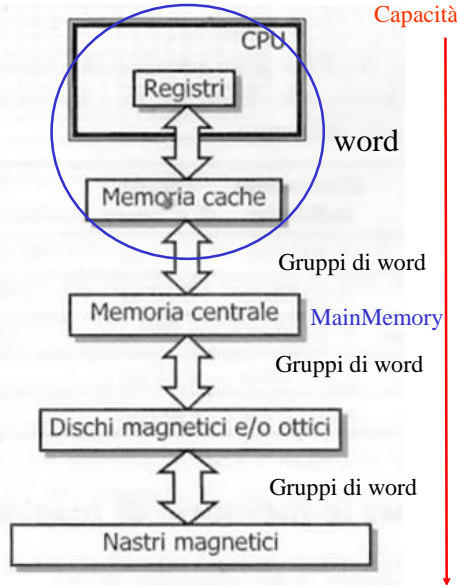 Capacità
CPU
Registri
word
Memoria cache
Gruppi di word
Memoria centrale
MainMemory
Gruppi di word
Dischi magnetici e/o ottici
Gruppi di word
Nastri magnetici